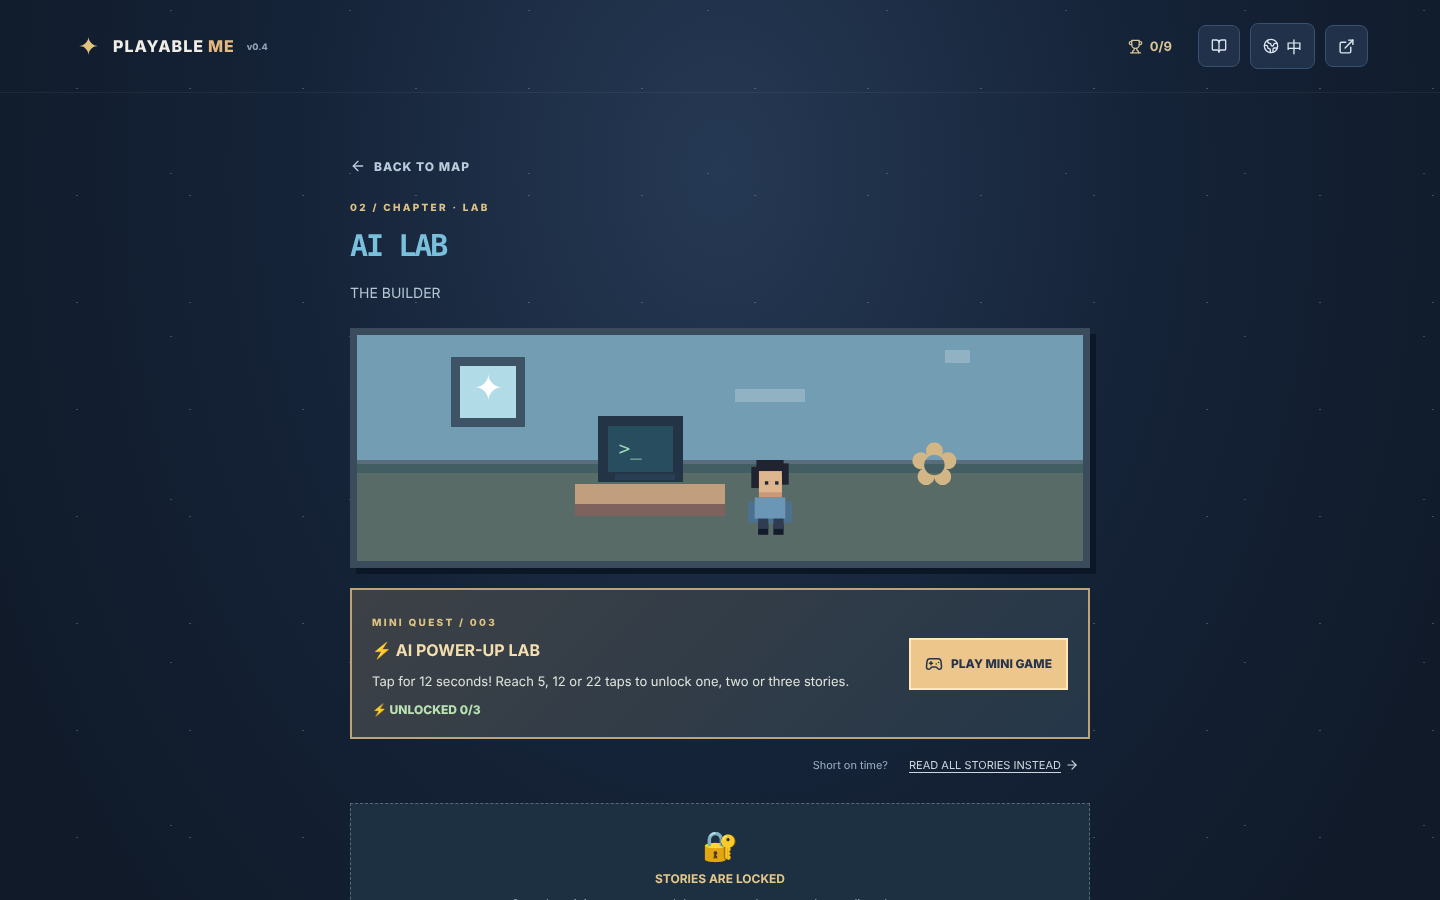 PLAYABLE ME v0.4
0/9
中
BACK TO MAP
02 / CHAPTER · LAB
AI LAB
THE BUILDER
>_
MINI QUEST / 003
⚡ AI POWER-UP LAB
Tap for 12 seconds! Reach 5, 12 or 22 taps to unlock one, two or three stories.
⚡ UNLOCKED 0/3
PLAY MINI GAME
Short on time? READ ALL STORIES INSTEAD
STORIES ARE LOCKED